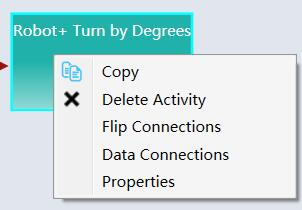 Robot+ Turn by Degrees
Copy
Delete Activity
Flip Connections
Data Connections
Properties